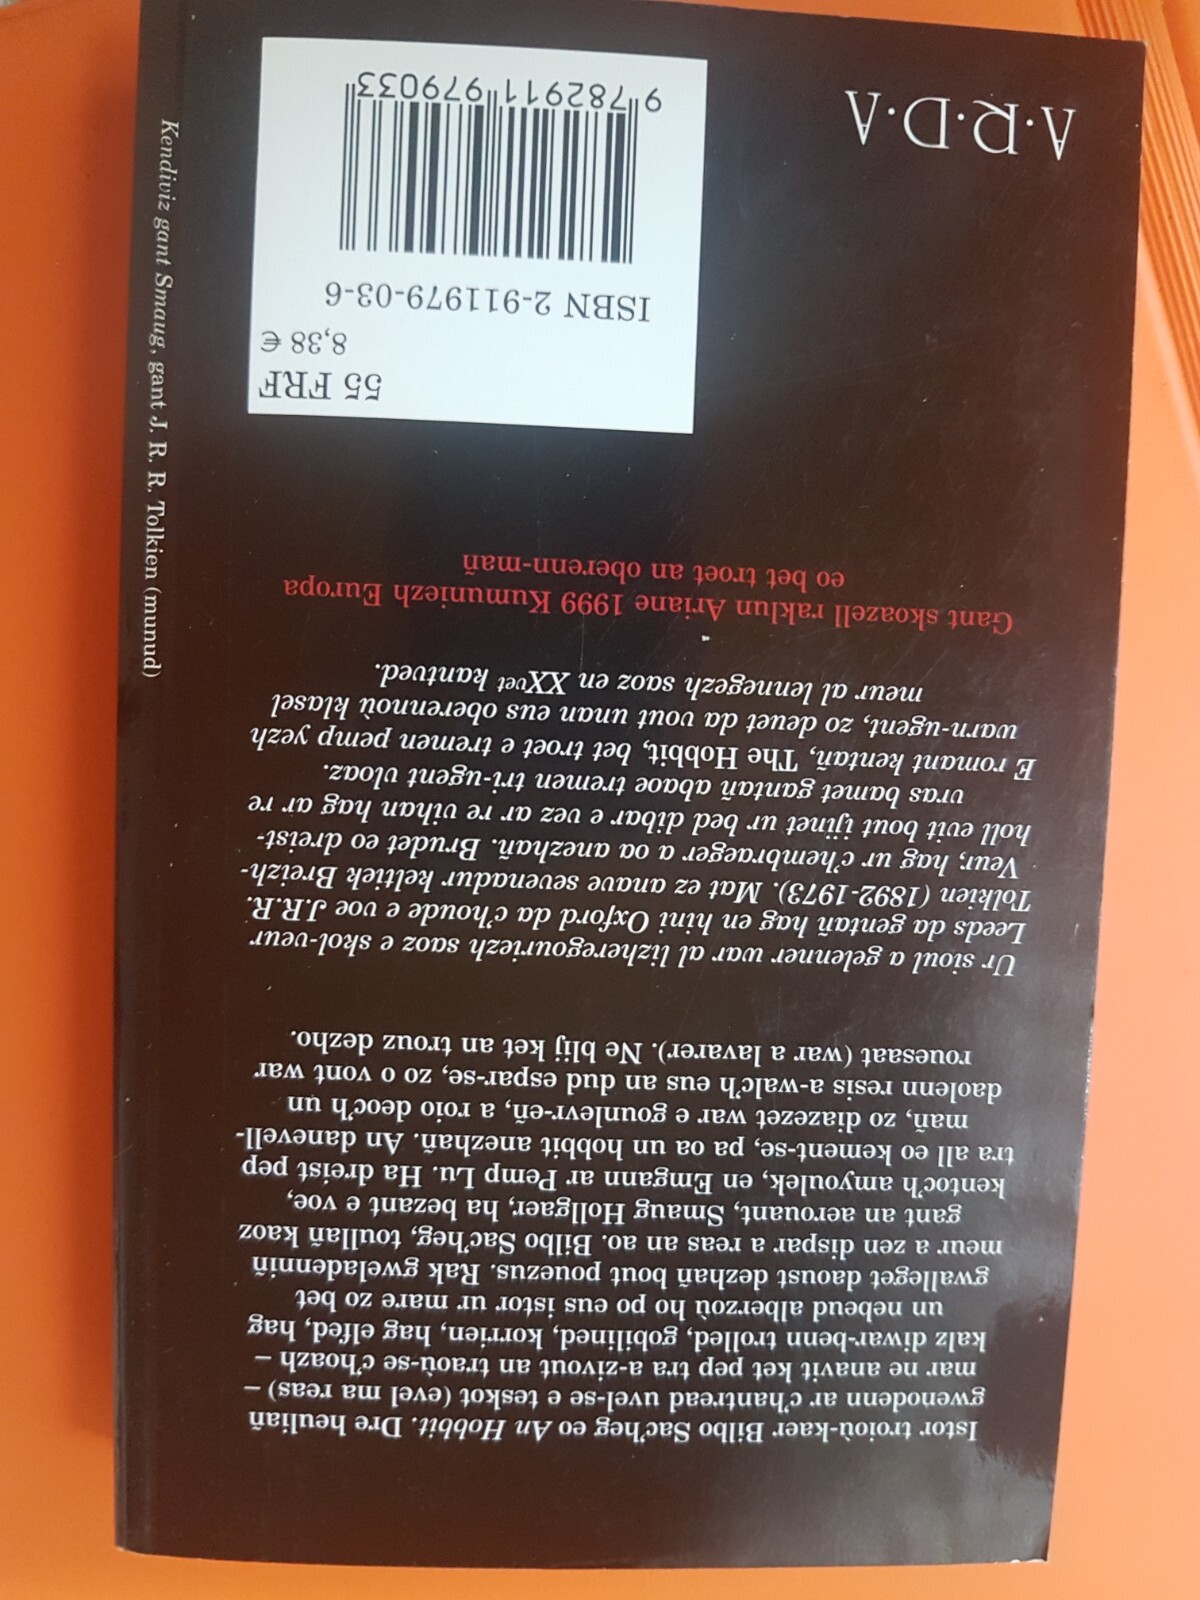 Istor troioù-kaer Bilbo Sac'heg eo An Hobbit. Dre heuliañ
gwenodenn ar c'hantread uvel-se e teskot (evel ma reas) –
mar ne anavit ket pep tra a-zivout an traoù-se c'hoazh –
kalz diwar-benn trolled, gobilined, korrien, hag elfed, hag
un nebeud alberzoù ho po eus istor ur mare zo bet
gwalleget daoust dezhañ bout pouezus. Rak gweladenniñ
meur a zen dispar a reas an ao. Bilbo Sac'heg, toullañ kaoz
gant an aerouant, Smaug Hollgaer, ha bezant e voe,
kentoc'h amyoulek, en Emgann ar Pemp Lu. Ha dreist pep
tra all eo kement-se, pa oa un hobbit anezhañ. An danevell-
mañ, zo diazezet war e gounlevr-eñ, a roio deoc'h un
daolenn resis a-walc'h eus an dud espar-se, zo o vont war
rouesaat (war a lavarer). Ne blij ket an trouz dezho.
Ur sioul a gelenner war al lizheregouriezh saoz e skol-veur
Leeds da gentañ hag en hini Oxford da c'houde e voe J.R.R.
Tolkien (1892-1973). Mat ez anave sevenadur keltiek Breizh-
Veur, hag ur c'hembraeger a oa anezhañ. Brudet eo dreist-
holl evit bout ijinet ur bed dibar e vez ar re vihan hag ar re
vras bamet gantañ abaoe tremen tri-ugent vloaz.
E romant kentañ, The Hobbit, bet troet e tremen pemp yezh
warn-ugent, zo deuet da vout unan eus oberennoù klasel
meur al lennegezh saoz en XXvet kantved.
Gant skoazell raklun Ariane 1999 Kumuniezh Europa
eo bet troet an oberenn-mañ
55 FRF
8,38 €
ISBN 2-911979-03-6
9 782911 979033
A·R·D·A
Kendiviz gant Smaug, gant J. R. R. Tolkien (munud)